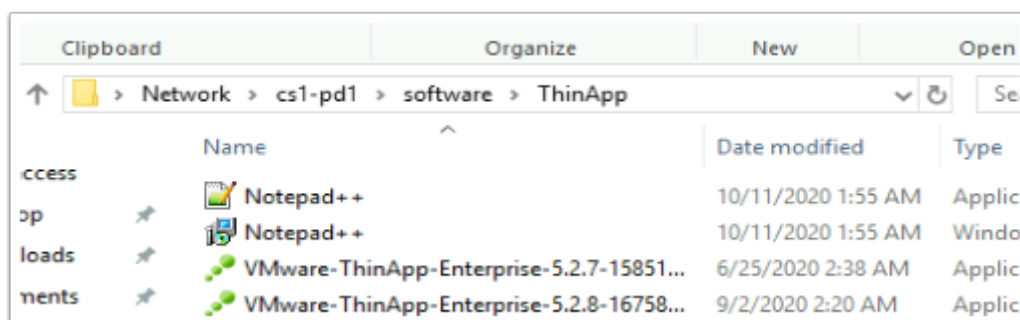 Clipboard Organize New Open
Network > cs1-pd1 > software > ThinApp Sea
Name Date modified Type
ccess
Notepad++ 10/11/2020 1:55 AM Applic
op
Notepad++ 10/11/2020 1:55 AM Windo
loads
VMware-ThinApp-Enterprise-5.2.7-15851... 6/25/2020 2:38 AM Applic
ments
VMware-ThinApp-Enterprise-5.2.8-16758... 9/2/2020 2:20 AM Applic